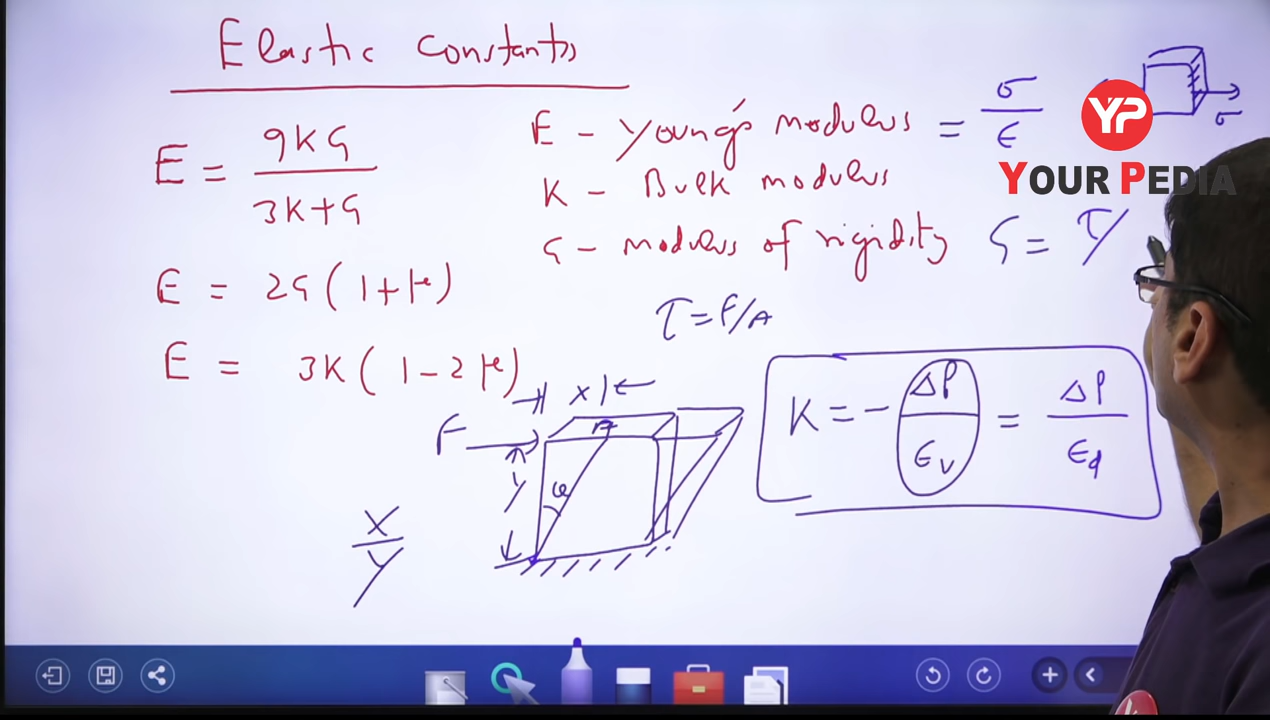 Elastic Constants
E = 9KG / 3K+G
E - Young's modulus = σ / ϵ
σ
YP
YOUR PEDIA
K - Bulk modulus
G - modulus of rigidity G = τ/
E = 2G(1+μ)
τ = F/A
E = 3K(1-2μ)
x
F
A
y
φ
K = - ΔP / ϵv = ΔP / ϵd
x / y